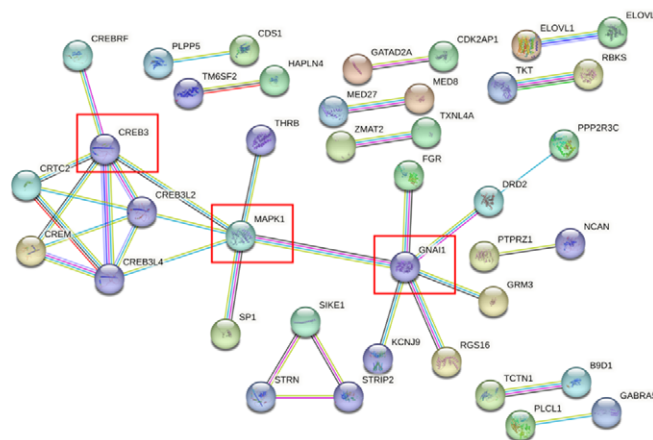 CREBRF
PLPP5
CDS1
TM6SF2
HAPLN4
GATAD2A
CDK2AP1
MED27
MED8
ZMAT2
TXNL4A
ELOVL1
TKT
RBKS
CREB3
THRB
PPP2R3C
FGR
DRD2
CRTC2
CREB3L2
MAPK1
CREM
CREB3L4
GNAI1
PTPRZ1
NCAN
GRM3
SP1
SIKE1
KCNJ9
RGS16
STRN
STRIP2
TCTN1
B9D1
PLCL1